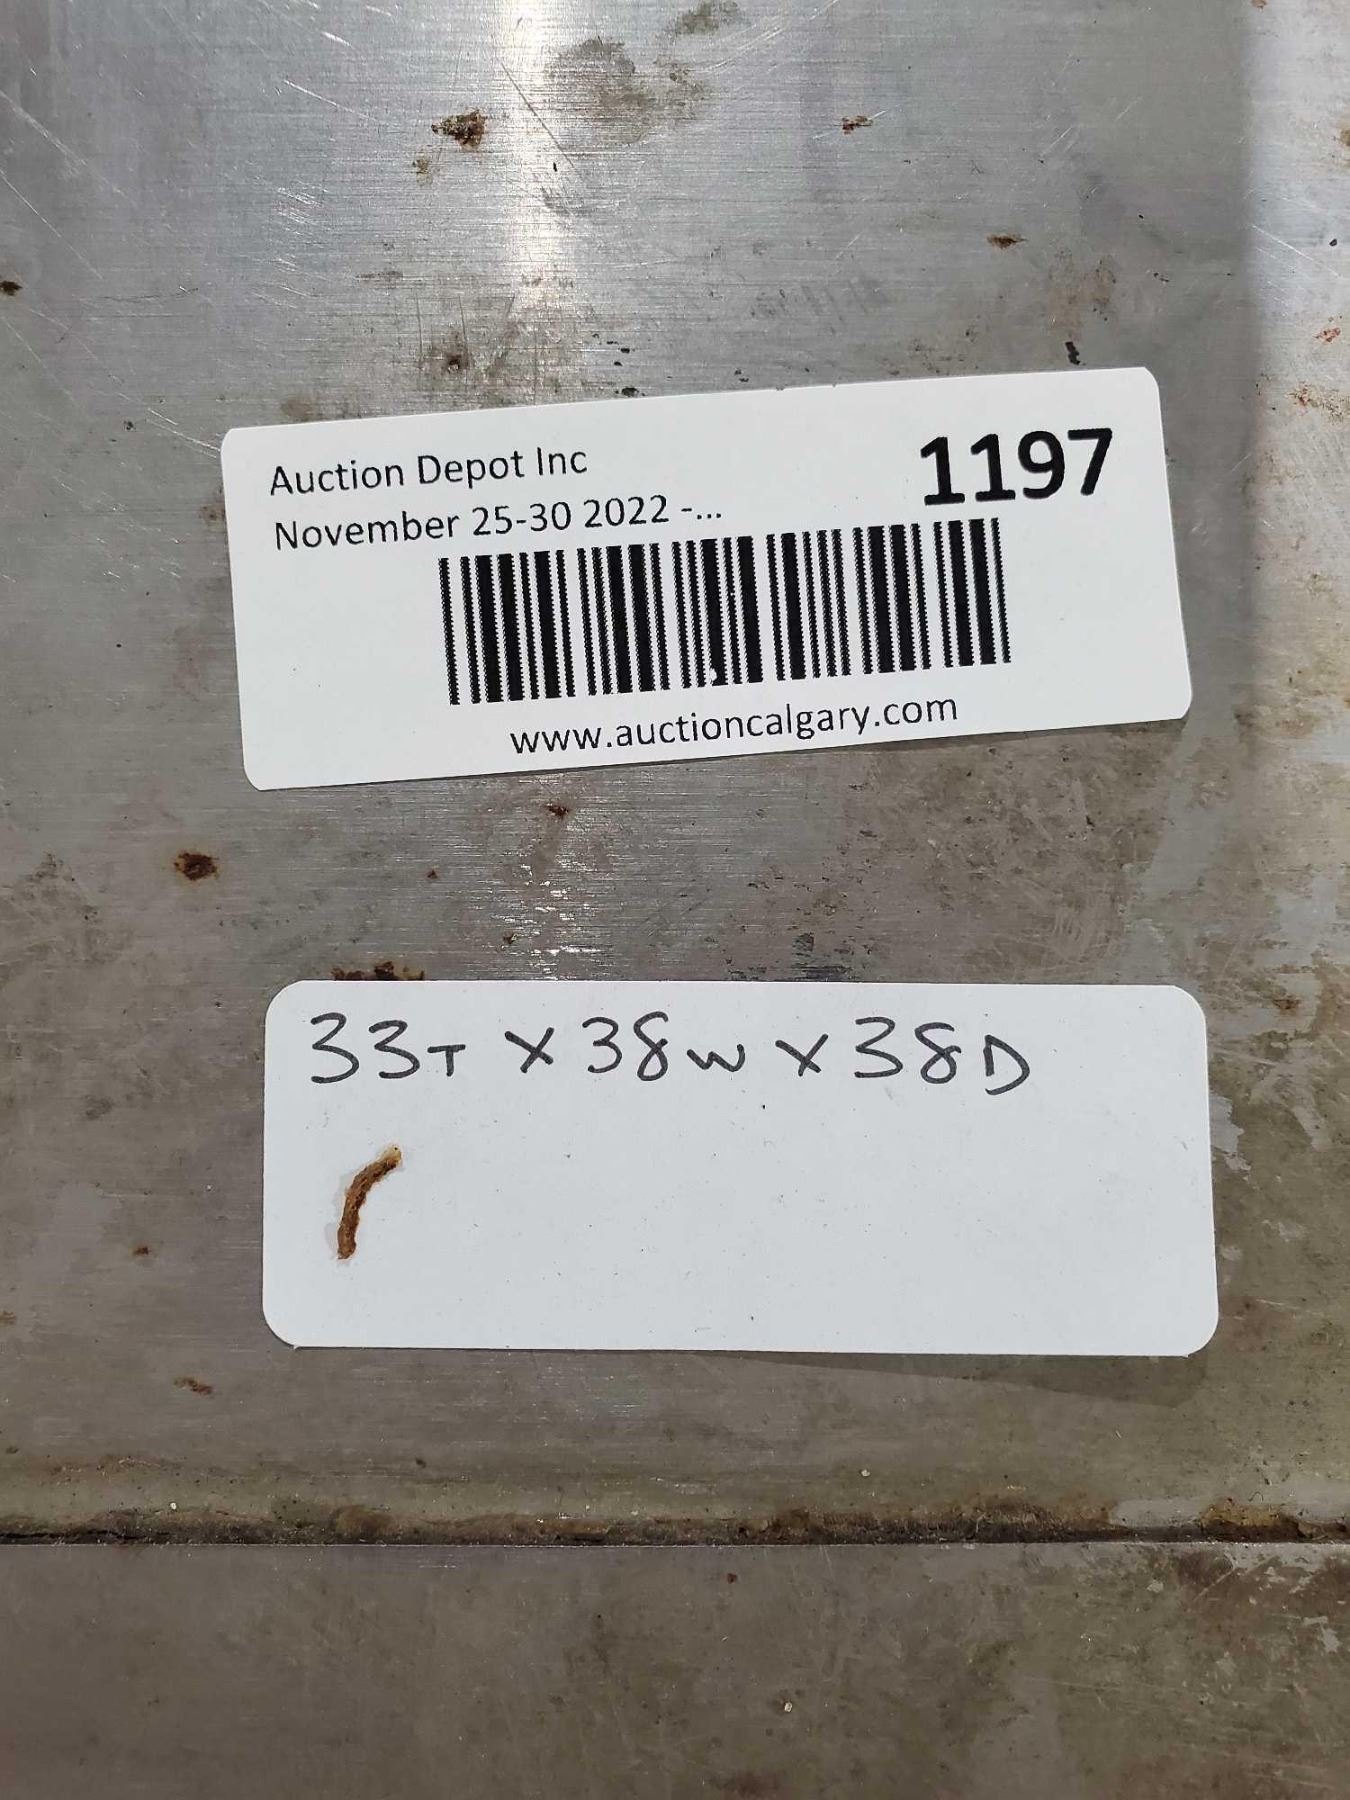 Auction Depot Inc
1197
November 25-30 2022 -...
www.auctioncalgary.com
33T X 38W X 38D